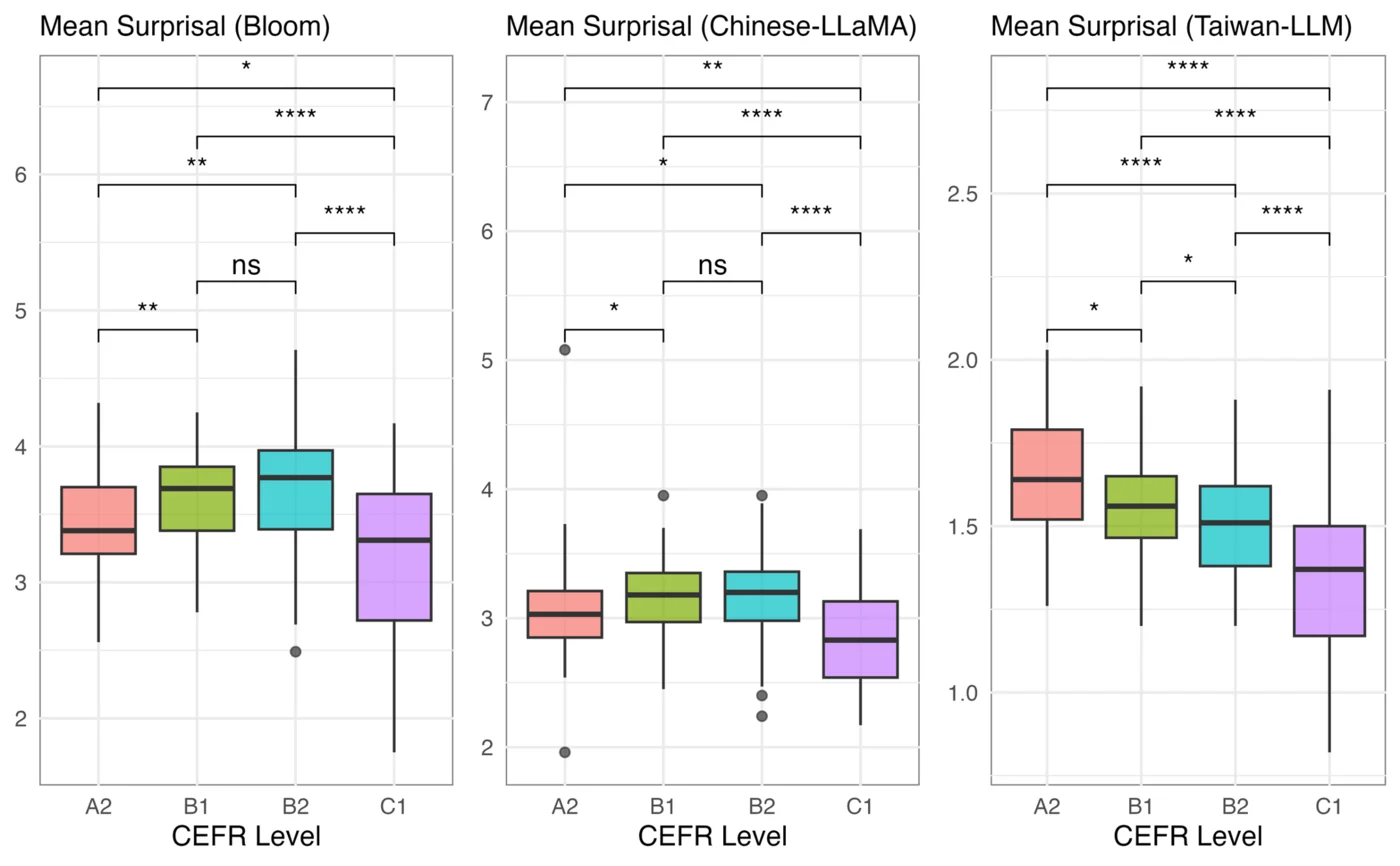 Mean Surprisal (Bloom)
*
****
**
****
ns
**
6
5
4
3
2
A2 B1 B2 C1
CEFR Level
Mean Surprisal (Chinese-LLaMA)
**
****
*
****
ns
*
7
6
5
4
3
2
A2 B1 B2 C1
CEFR Level
Mean Surprisal (Taiwan-LLM)
****
****
****
****
*
*
2.5
2.0
1.5
1.0
A2 B1 B2 C1
CEFR Level